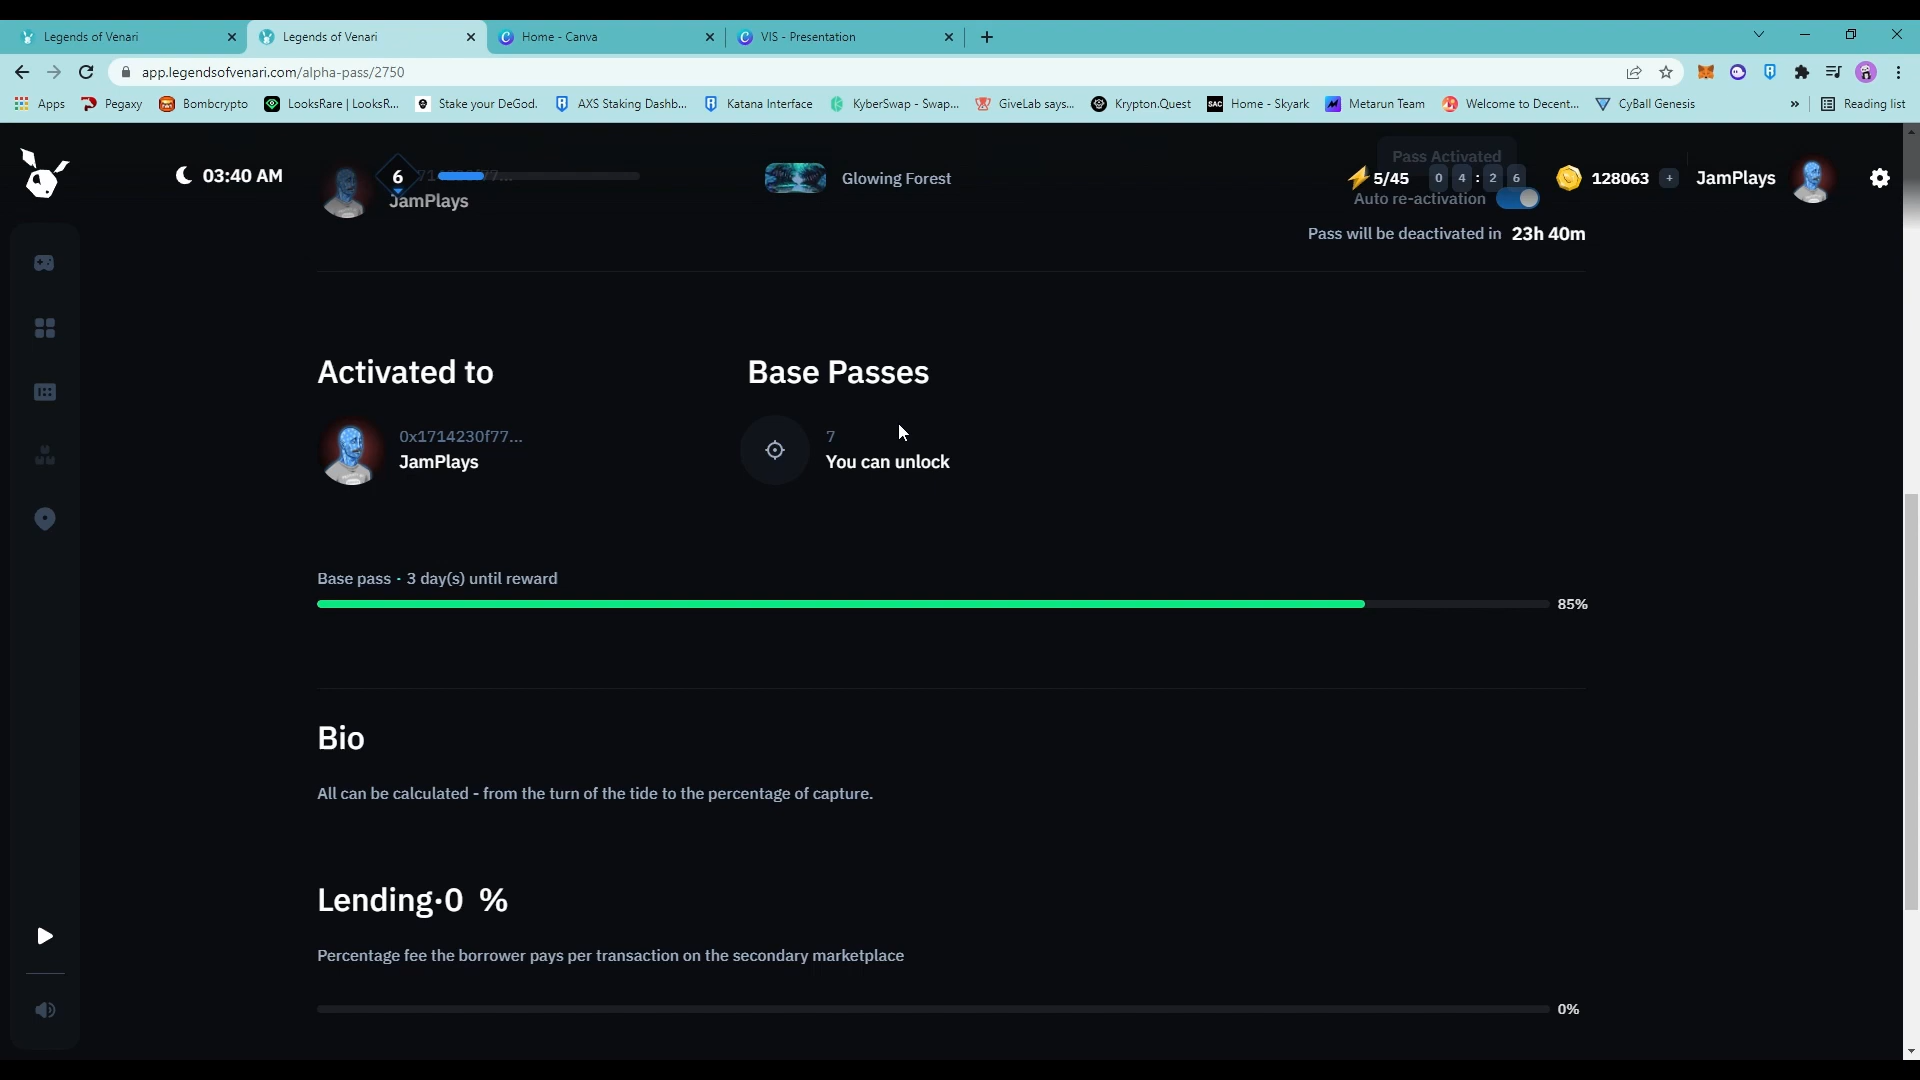 Legends of Venari
Legends of Venari
Home - Canva
VIS - Presentation
app.legendsofvenari.com/alpha-pass/2750
Apps
Pegaxy
Bombcrypto
LooksRare | LooksR...
Stake your DeGod.
AXS Staking Dashb...
Katana Interface
KyberSwap - Swap...
GiveLab says...
Krypton.Quest
SAC
Home - Skyark
Metarun Team
Welcome to Decent...
CyBall Genesis
»
Reading list
03:40 AM
6
JamPlays
Glowing Forest
Pass Activated
5/45
0 4 : 2 6
128063
+
JamPlays
Auto re-activation
Pass will be deactivated in 23h 40m
Activated to
Base Passes
0x1714230f77...
JamPlays
7
You can unlock
Base pass · 3 day(s) until reward
85%
Bio
All can be calculated - from the turn of the tide to the percentage of capture.
Lending·0 %
Percentage fee the borrower pays per transaction on the secondary marketplace
0%